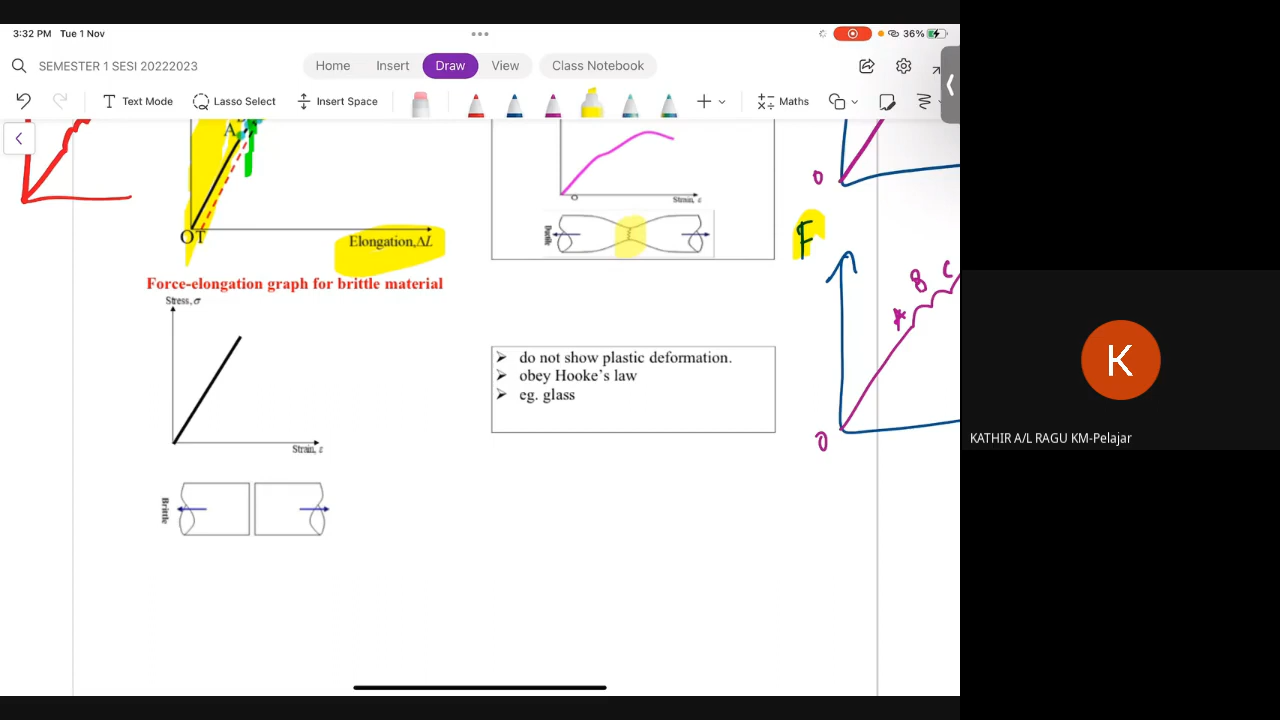 3:32 PM Tue 1 Nov
36%
SEMESTER 1 SESI 20222023
Home Insert Draw View Class Notebook
Text Mode Lasso Select Insert Space Maths
A
OT
Elongation,ΔL
O
Strain, ε
Ductile
Force-elongation graph for brittle material
Stress, σ
Strain, ε
Brittle
➢ do not show plastic deformation.
➢ obey Hooke's law
➢ eg. glass
O
F
A
B
C
O
K
KATHIR A/L RAGU KM-Pelajar